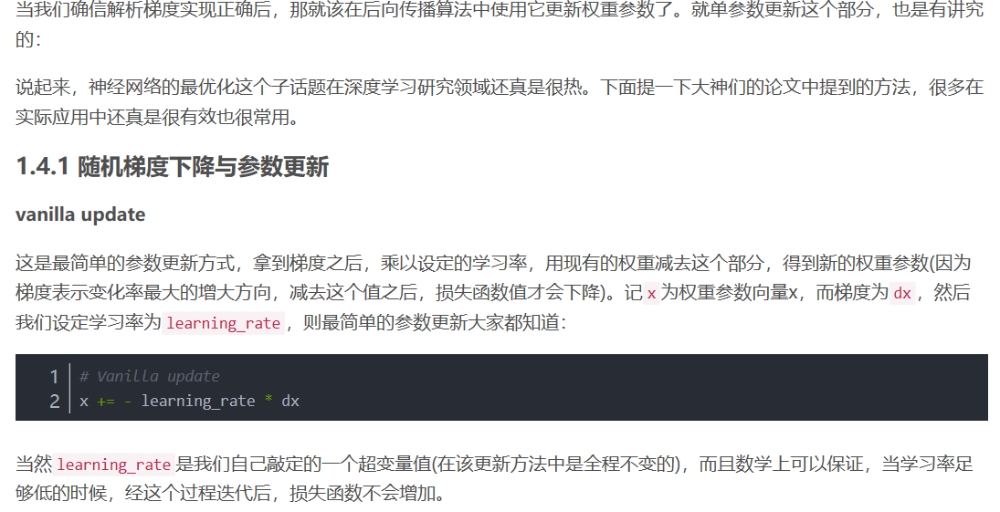 当我们确信解析梯度实现正确后，那就该在后向传播算法中使用它更新权重参数了。就单参数更新这个部分，也是有讲究
的：
说起来，神经网络的最优化这个子话题在深度学习研究领域还真是很热。下面提一下大神们的论文中提到的方法，很多在
实际应用中还真是很有效也很常用。
1.4.1 随机梯度下降与参数更新
vanilla update
这是最简单的参数更新方式，拿到梯度之后，乘以设定的学习率，用现有的权重减去这个部分，得到新的权重参数(因为
梯度表示变化率最大的增大方向，减去这个值之后，损失函数值才会下降)。记 x 为权重参数向量x，而梯度为 dx ，然后
我们设定学习率为 learning_rate ，则最简单的参数更新大家都知道：
1 # Vanilla update
2 x += - learning_rate * dx
当然 learning_rate 是我们自己敲定的一个超变量值(在该更新方法中是全程不变的)，而且数学上可以保证，当学习率足
够低的时候，经这个过程迭代后，损失函数不会增加。